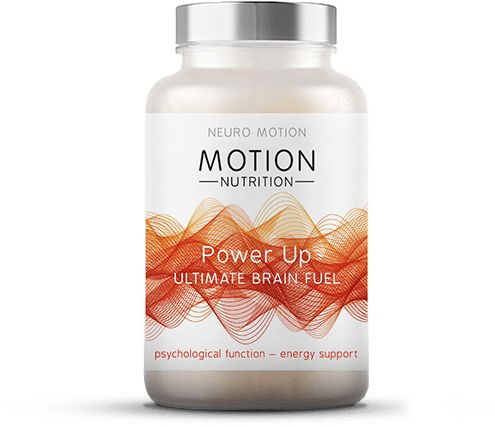 NEURO MOTION
MOTION
NUTRITION
Power Up
ULTIMATE BRAIN FUEL
psychological function – energy support